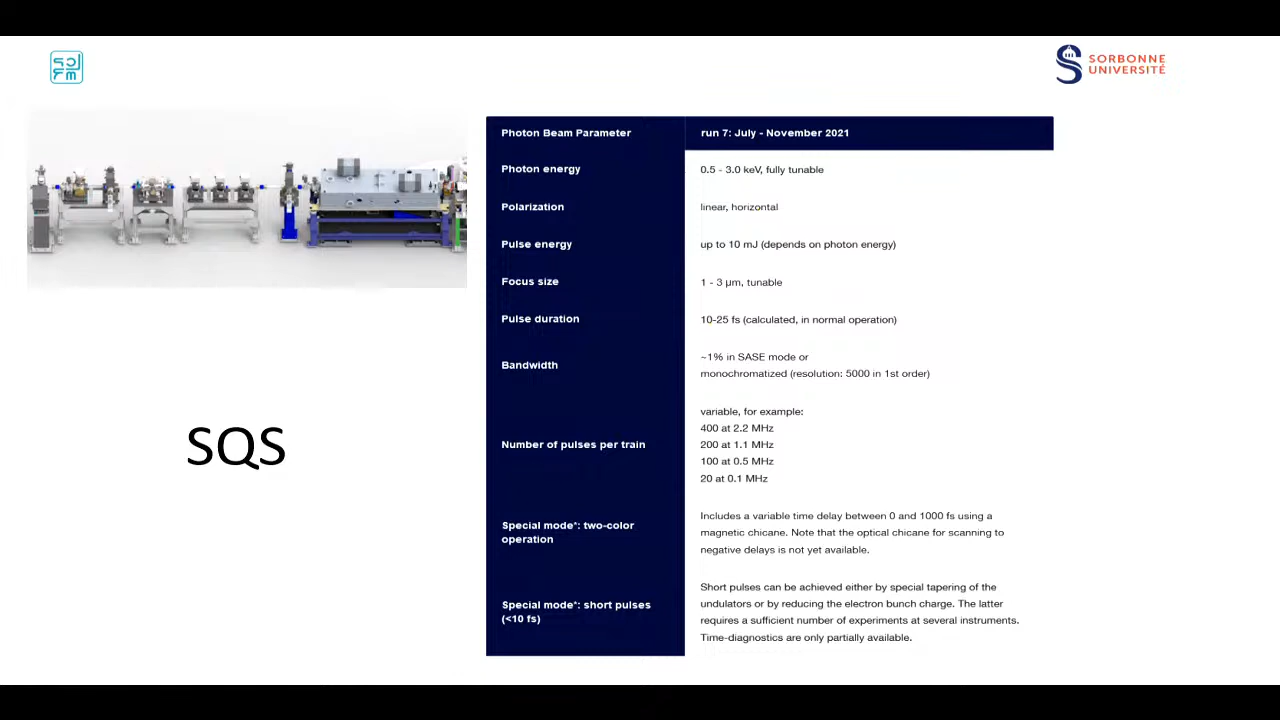 SORBONNE
UNIVERSITÉ
Photon Beam Parameter
run 7: July - November 2021
Photon energy
0.5 - 3.0 keV, fully tunable
Polarization
linear, horizontal
Pulse energy
up to 10 mJ (depends on photon energy)
Focus size
1 - 3 µm, tunable
Pulse duration
10-25 fs (calculated, in normal operation)
Bandwidth
~1% in SASE mode or
monochromatized (resolution: 5000 in 1st order)
Number of pulses per train
variable, for example:
400 at 2.2 MHz
200 at 1.1 MHz
100 at 0.5 MHz
20 at 0.1 MHz
Special mode*: two-color
operation
Includes a variable time delay between 0 and 1000 fs using a
magnetic chicane. Note that the optical chicane for scanning to
negative delays is not yet available.
Special mode*: short pulses
(<10 fs)
Short pulses can be achieved either by special tapering of the
undulators or by reducing the electron bunch charge. The latter
requires a sufficient number of experiments at several instruments.
Time-diagnostics are only partially available.
SQS